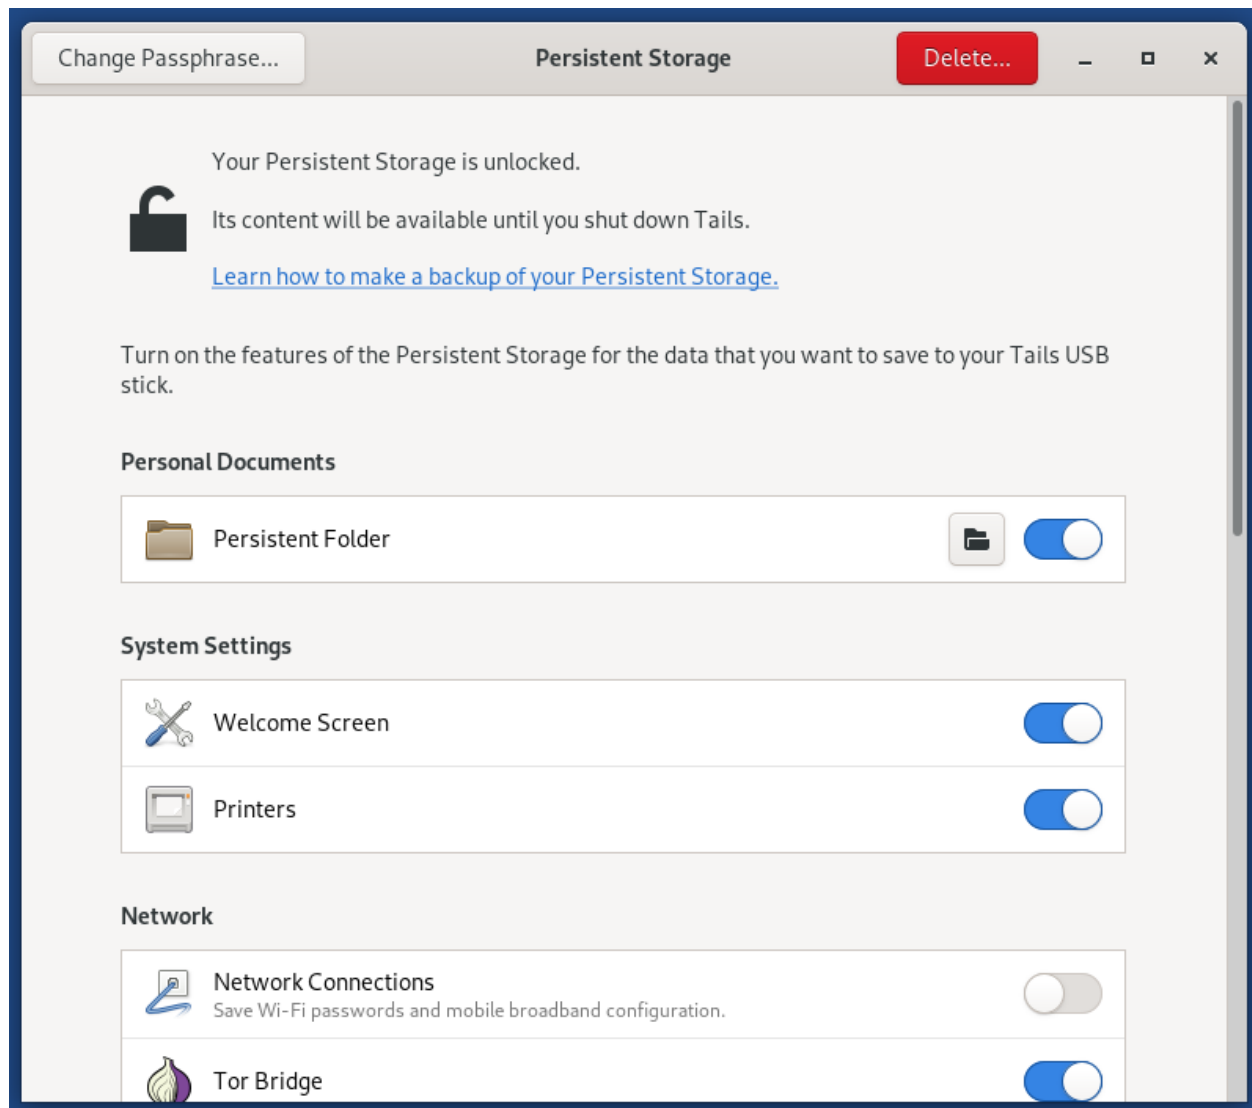 Change Passphrase...
Persistent Storage
Delete...
Your Persistent Storage is unlocked.
Its content will be available until you shut down Tails.
Learn how to make a backup of your Persistent Storage.
Turn on the features of the Persistent Storage for the data that you want to save to your Tails USB
stick.
Personal Documents
Persistent Folder
System Settings
Welcome Screen
Printers
Network
Network Connections
Save Wi-Fi passwords and mobile broadband configuration.
Tor Bridge